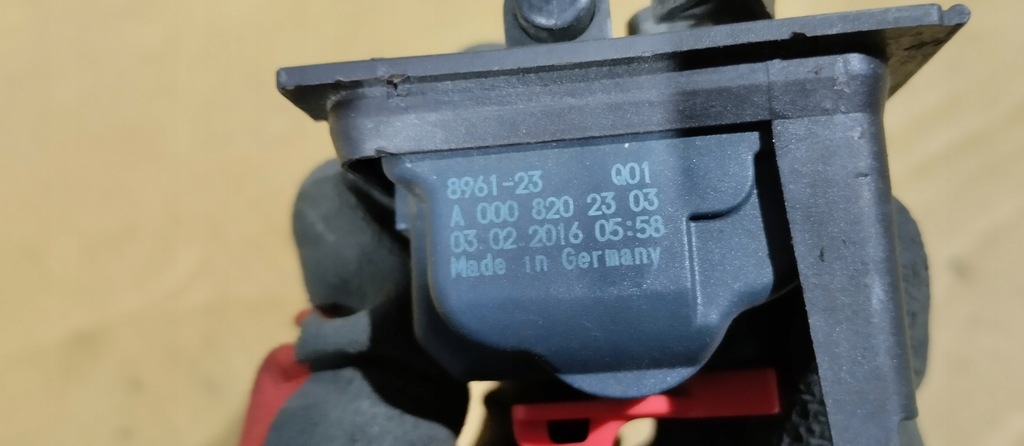 8961-23 Q01
A 000 820 23 03
03.02.2016 05:58
Made in Germany